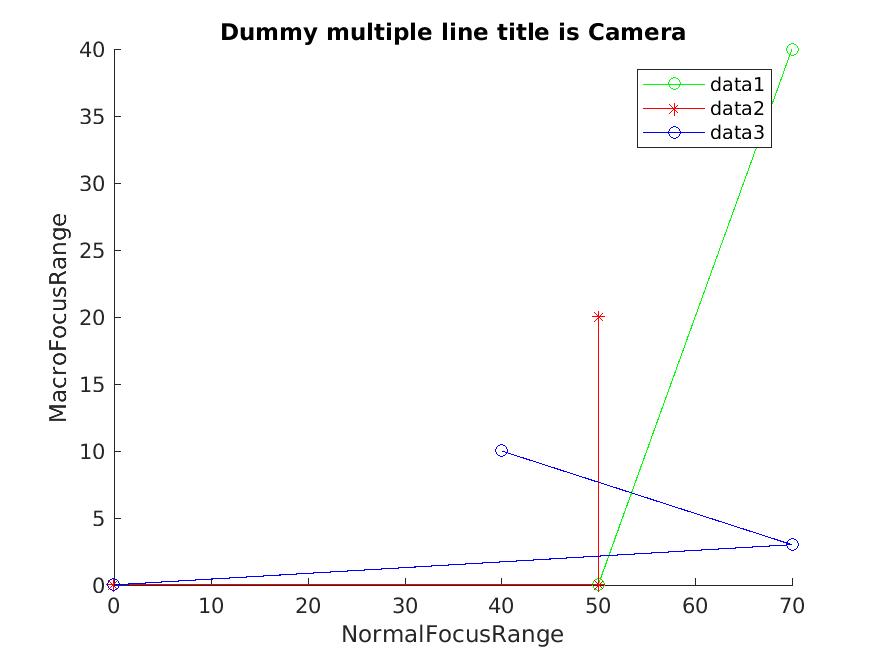 Dummy multiple line title is Camera
40
35
30
25
20
15
10
5
0
MacroFocusRange
data1
data2
data3
0 10 20 30 40 50 60 70
NormalFocusRange